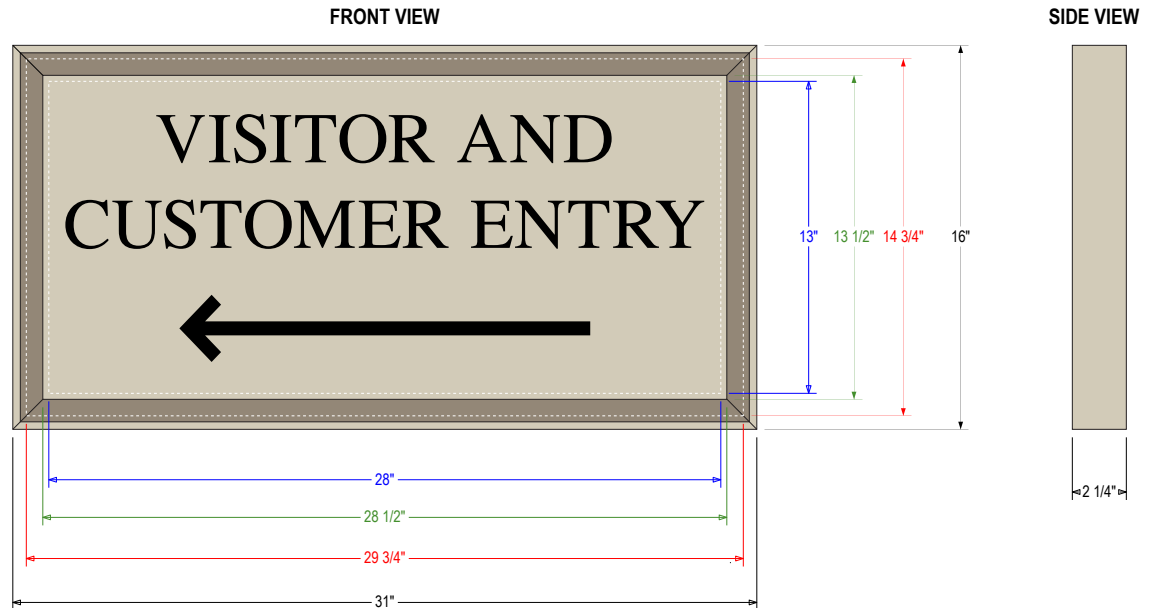 FRONT VIEW
SIDE VIEW
VISITOR AND
CUSTOMER ENTRY
13"
13 1/2"
14 3/4"
16"
28"
2 1/4"
28 1/2"
29 3/4"
31"